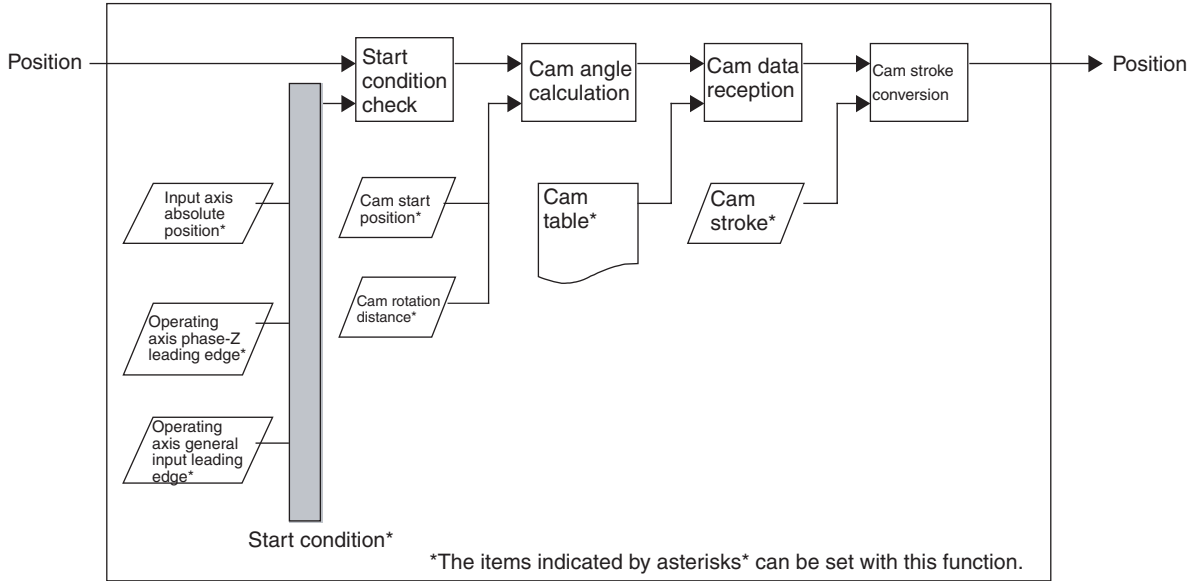 Position
Start
condition
check
Cam angle
calculation
Cam data
reception
Cam stroke
conversion
Position
Input axis
absolute
position*
Cam start
position*
Cam
table*
Cam
stroke*
Cam rotation
distance*
Operating
axis phase-Z
leading edge*
Operating
axis general
input leading
edge*
Start condition*
*The items indicated by asterisks* can be set with this function.